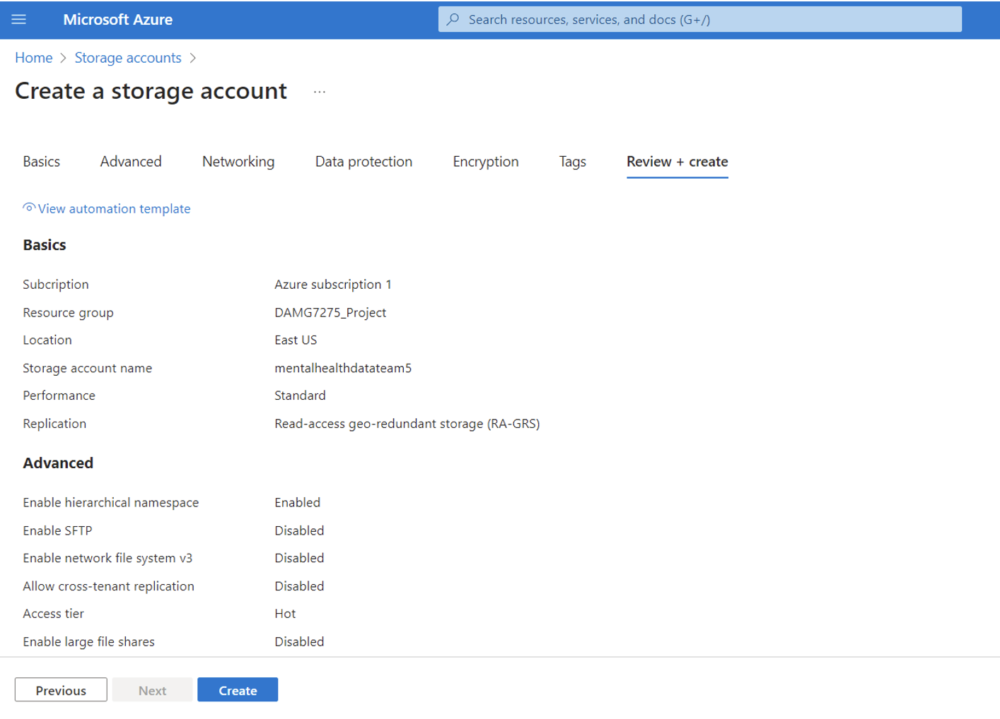 Microsoft Azure
Search resources, services, and docs (G+/)
Home > Storage accounts >
Create a storage account ...
Basics Advanced Networking Data protection Encryption Tags Review + create
View automation template
Basics
Subcription Azure subscription 1
Resource group DAMG7275_Project
Location East US
Storage account name mentalhealthdatateam5
Performance Standard
Replication Read-access geo-redundant storage (RA-GRS)
Advanced
Enable hierarchical namespace Enabled
Enable SFTP Disabled
Enable network file system v3 Disabled
Allow cross-tenant replication Disabled
Access tier Hot
Enable large file shares Disabled
Previous Next Create